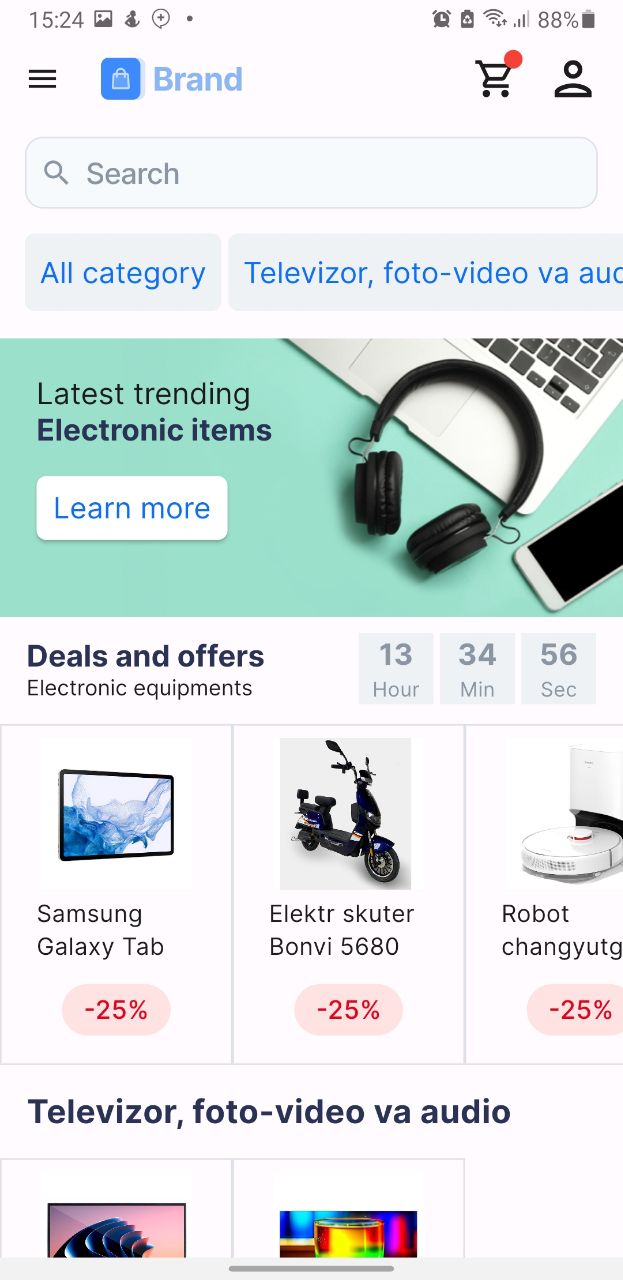 15:24
88%
Brand
Search
All category
Televizor, foto-video va aud
Latest trending
Electronic items
Learn more
Deals and offers
Electronic equipments
13
Hour
34
Min
56
Sec
Samsung
Galaxy Tab
-25%
Elektr skuter
Bonvi 5680
-25%
Robot
changyutg
-25%
Televizor, foto-video va audio